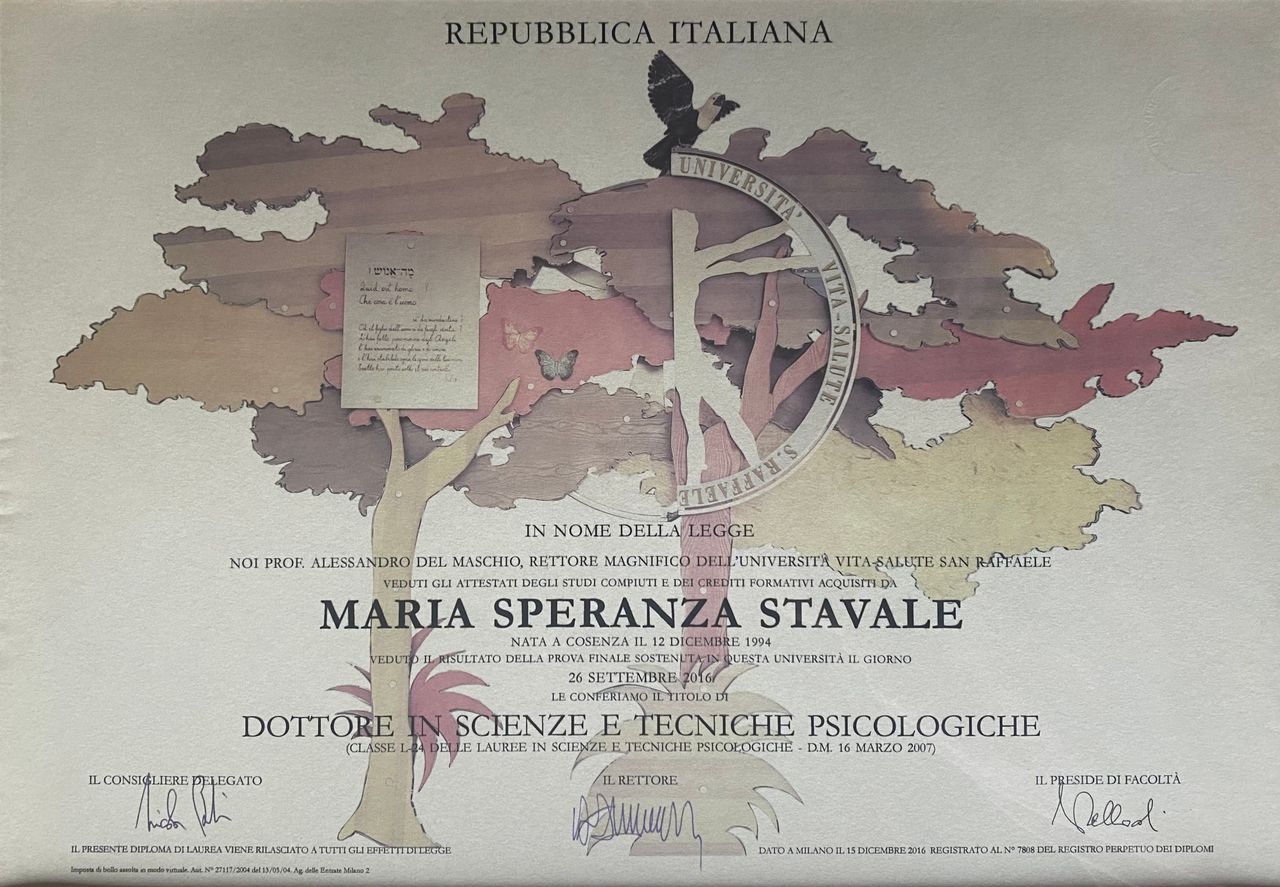 REPUBBLICA ITALIANA
UNIVERSITA' VITA-SALUTE S. RAFFAELE
מה-אנוש
Quid est homo
Che cosa è l'uomo
IN NOME DELLA LEGGE
NOI PROF. ALESSANDRO DEL MASCHIO, RETTORE MAGNIFICO DELL'UNIVERSITÀ VITA-SALUTE SAN RAFFAELE
VEDUTI GLI ATTESTATI DEGLI STUDI COMPIUTI E DEI CREDITI FORMATIVI ACQUISITI DA
MARIA SPERANZA STAVALE
NATA A COSENZA IL 12 DICEMBRE 1994
VEDUTO IL RISULTATO DELLA PROVA FINALE SOSTENUTA IN QUESTA UNIVERSITÀ IL GIORNO
26 SETTEMBRE 2016
LE CONFERIAMO IL TITOLO DI
DOTTORE IN SCIENZE E TECNICHE PSICOLOGICHE
(CLASSE L-24 DELLE LAUREE IN SCIENZE E TECNICHE PSICOLOGICHE - D.M. 16 MARZO 2007)
IL CONSIGLIERE DELEGATO
IL RETTORE
IL PRESIDE DI FACOLTÀ
IL PRESENTE DIPLOMA DI LAUREA VIENE RILASCIATO A TUTTI GLI EFFETTI DI LEGGE
DATO A MILANO IL 15 DICEMBRE 2016 REGISTRATO AL N° 7808 DEL REGISTRO PERPETUO DEI DIPLOMI
Imposta di bollo assolta in modo virtuale. Aut. N° 27117/2004 del 13/05/04. Ag. delle Entrate Milano 2